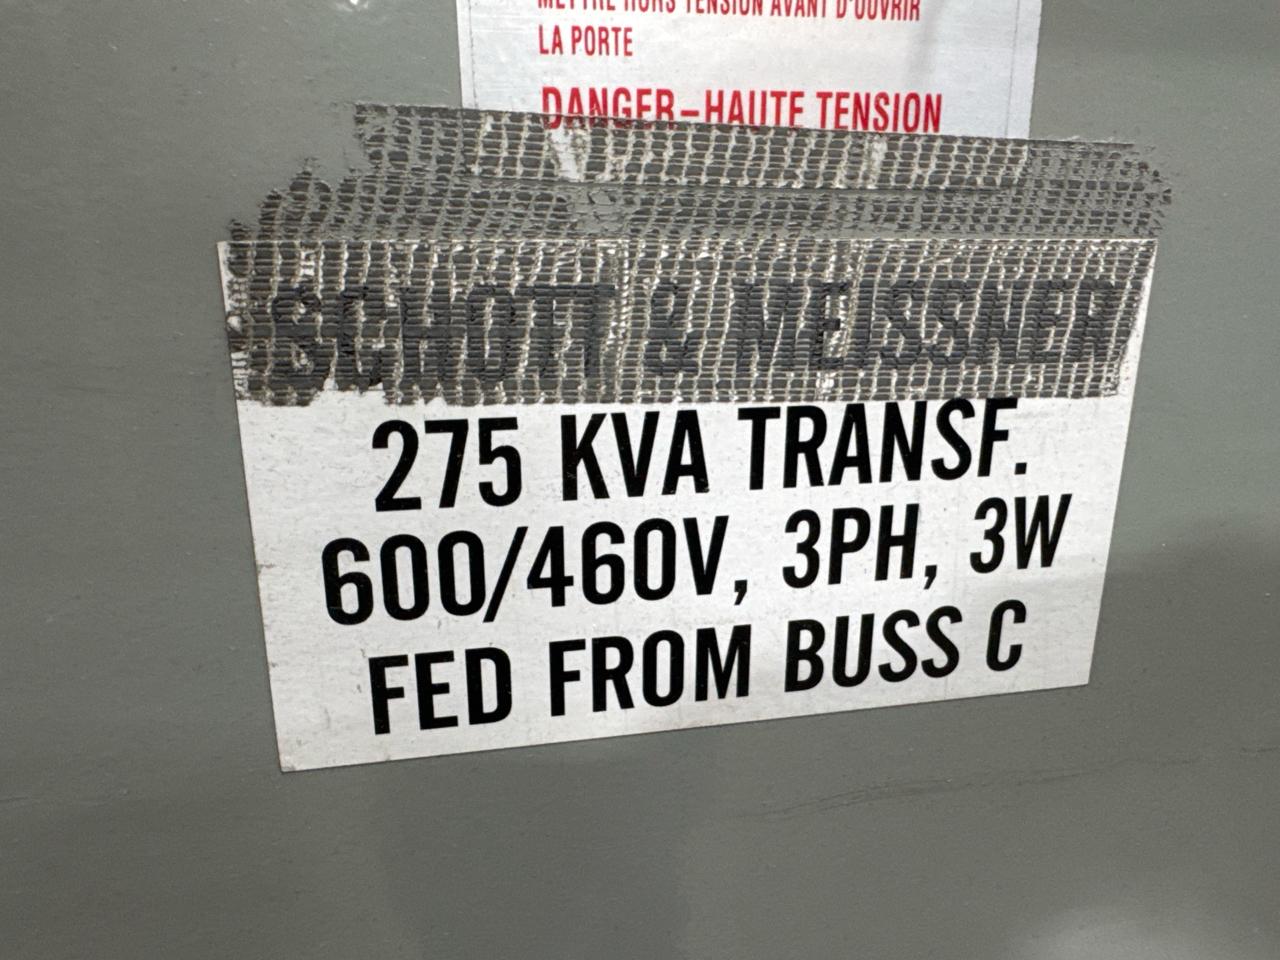 METTRE HORS TENSION AVANT D'OUVRIR
LA PORTE
DANGER–HAUTE TENSION
SCHOTT & MEISSNER
275 KVA TRANSF.
600/460V, 3PH, 3W
FED FROM BUSS C